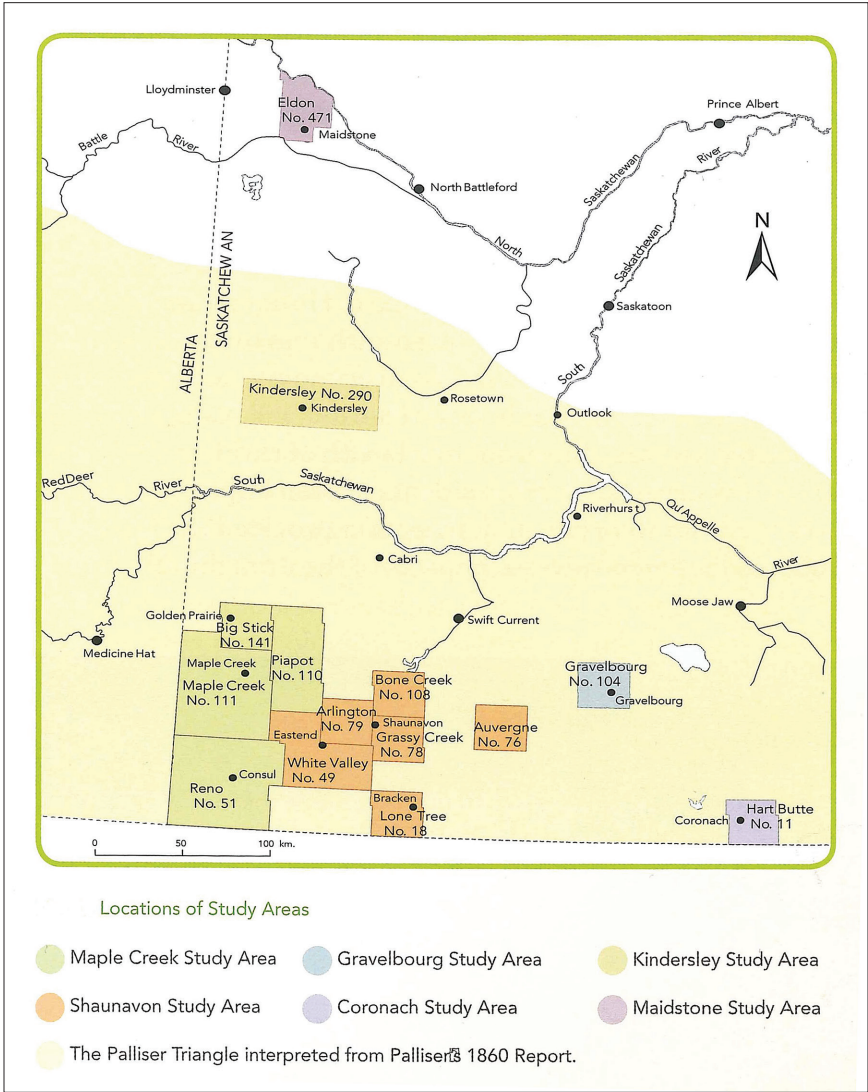 Lloydminster
Eldon
No. 471
Maidstone
Prince Albert
Battle
River
River
North Battleford
Saskatchewan
North
Saskatchewan
N
ALBERTA
SASKATCHEW AN
Saskatoon
South
Kindersley No. 290
Kindersley
Rosetown
Outlook
RedDeer
River
South
Saskatchewan
Riverhurst
Qu'Appelle
River
Cabri
Moose Jaw
Golden Prairie
Big Stick
No. 141
Swift Current
Medicine Hat
Maple Creek
Maple Creek
No. 111
Piapot
No. 110
Bone Creek
No. 108
Gravelbourg
No. 104
Gravelbourg
Arlington
No. 79
Shaunavon
Grassy Creek
No. 78
Auvergne
No. 76
Eastend
White Valley
No. 49
Reno
No. 51
Consul
Bracken
Lone Tree
No. 18
Coronach
Hart Butte
No. 11
0 50 100 km.
Locations of Study Areas
Maple Creek Study Area
Gravelbourg Study Area
Kindersley Study Area
Shaunavon Study Area
Coronach Study Area
Maidstone Study Area
The Palliser Triangle interpreted from Palliser's 1860 Report.